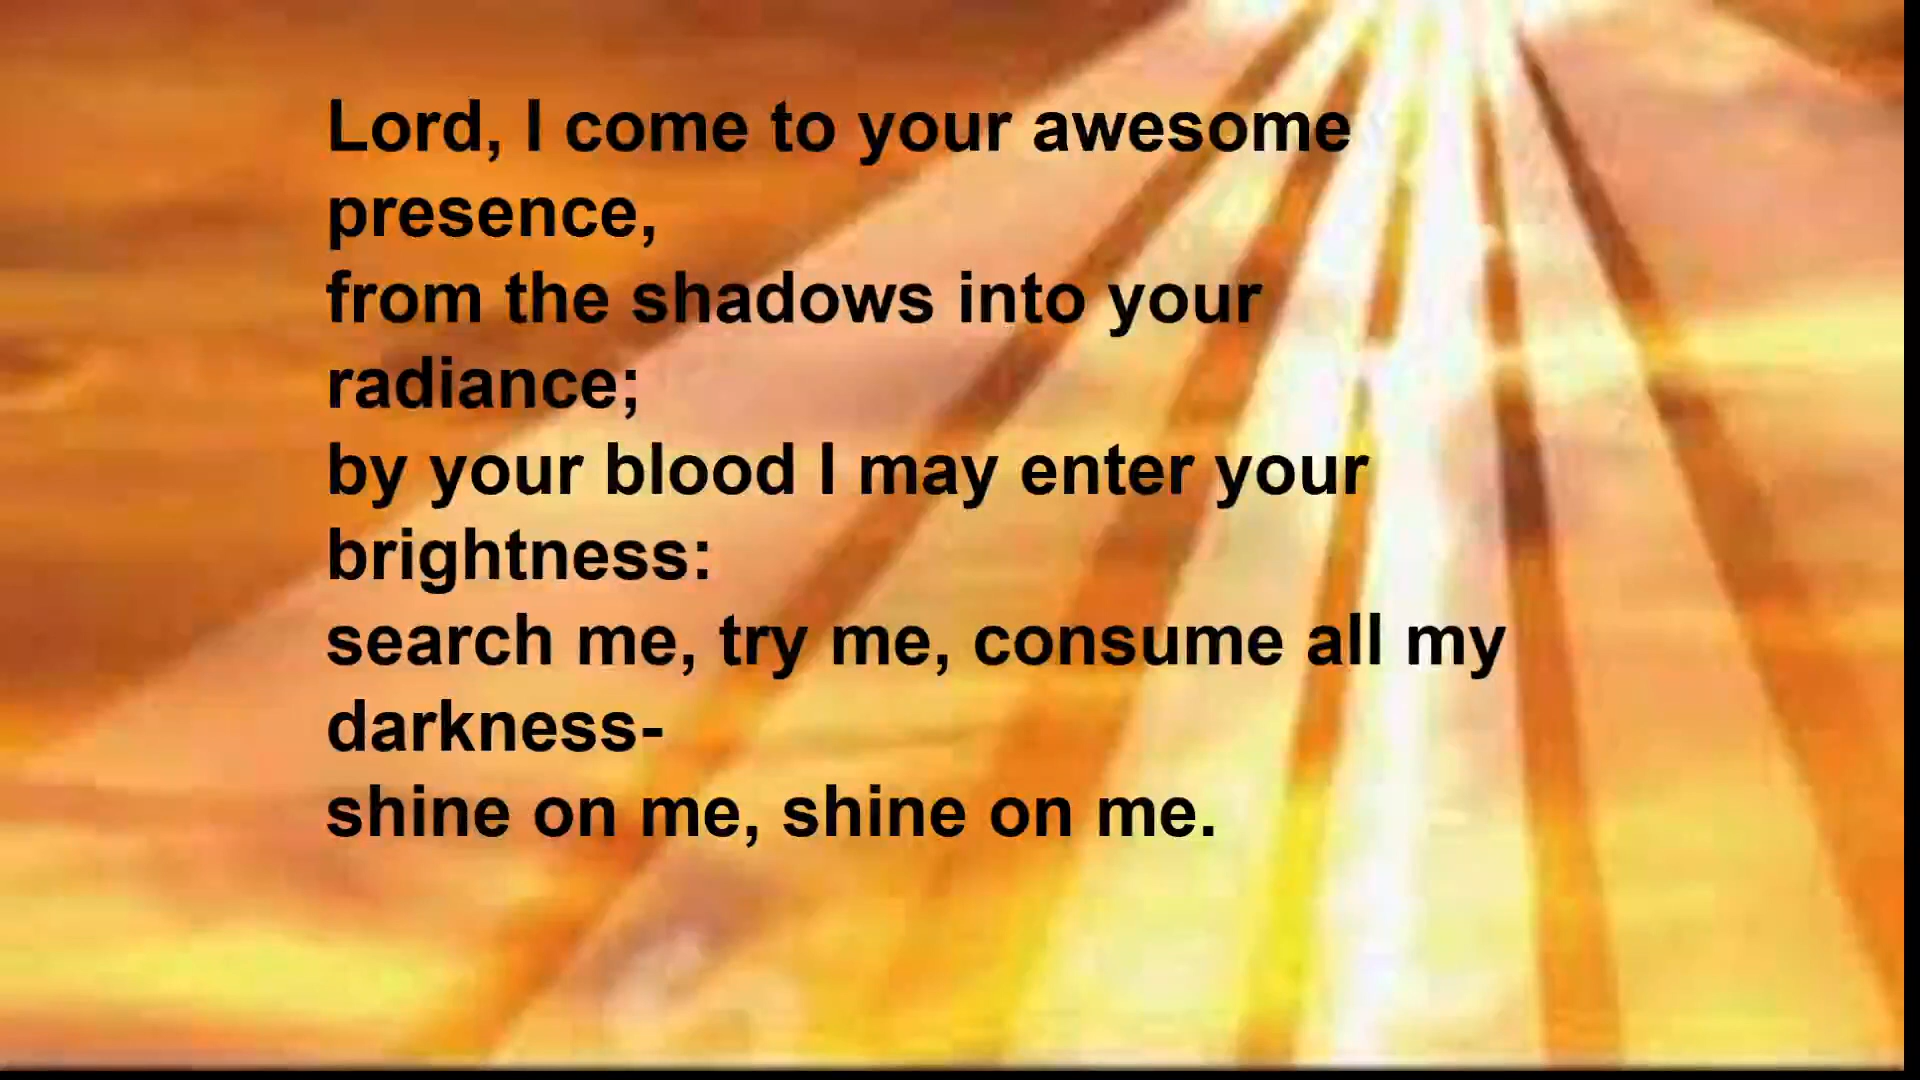 Lord, I come to your awesome
presence,
from the shadows into your
radiance;
by your blood I may enter your
brightness:
search me, try me, consume all my
darkness-
shine on me, shine on me.